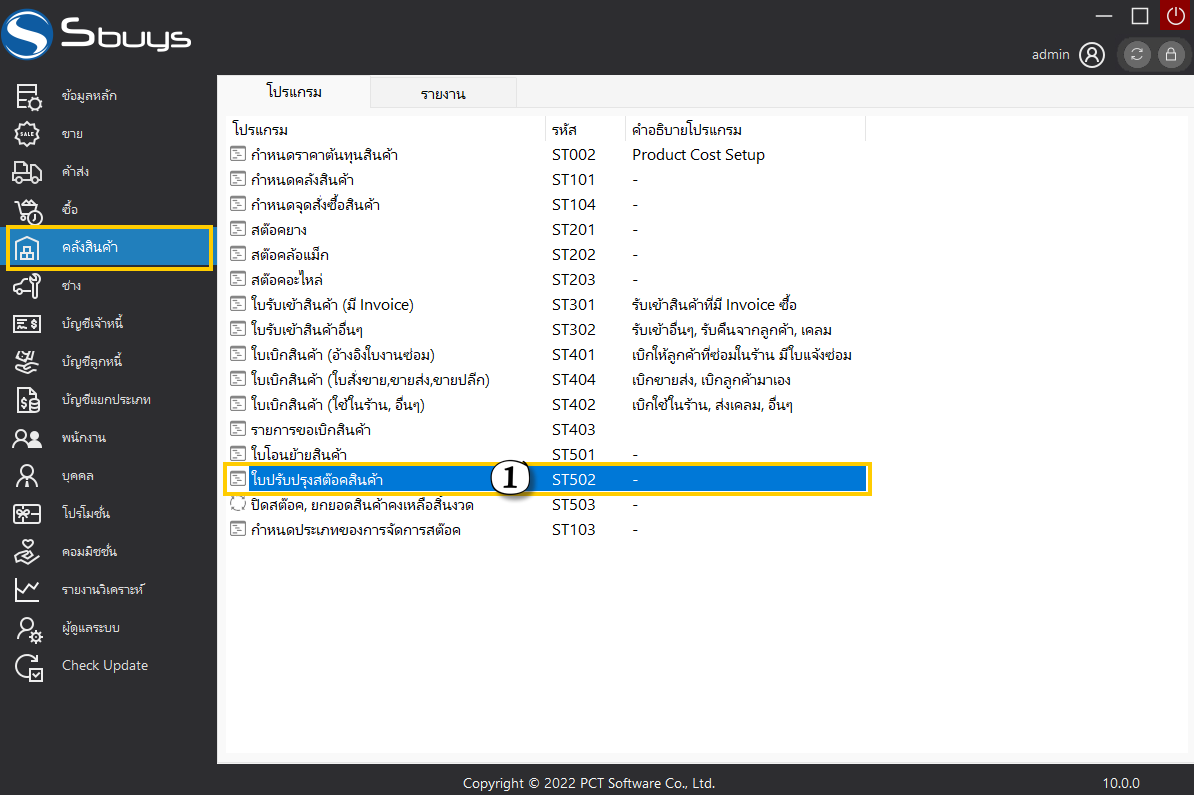 Sbuys
admin
ข้อมูลหลัก
ขาย
ค้าส่ง
ซื้อ
คลังสินค้า
ช่าง
บัญชีเจ้าหนี้
บัญชีลูกหนี้
บัญชีแยกประเภท
พนักงาน
บุคคล
โปรโมชั่น
คอมมิชชั่น
รายงานวิเคราะห์
ผู้ดูแลระบบ
Check Update
โปรแกรม รายงาน
โปรแกรม รหัส คำอธิบายโปรแกรม
กำหนดราคาต้นทุนสินค้า ST002 Product Cost Setup
กำหนดคลังสินค้า ST101 -
กำหนดจุดสั่งซื้อสินค้า ST104 -
สต๊อคยาง ST201 -
สต๊อคล้อแม็ก ST202 -
สต๊อคอะไหล่ ST203 -
ใบรับเข้าสินค้า (มี Invoice) ST301 รับเข้าสินค้าที่มี Invoice ซื้อ
ใบรับเข้าสินค้าอื่นๆ ST302 รับเข้าอื่นๆ, รับคืนจากลูกค้า, เคลม
ใบเบิกสินค้า (อ้างอิงใบงานซ่อม) ST401 เบิกให้ลูกค้าที่ซ่อมในร้าน มีใบแจ้งซ่อม
ใบเบิกสินค้า (ใบสั่งขาย,ขายส่ง,ขายปลีก) ST404 เบิกขายส่ง, เบิกลูกค้ามาเอง
ใบเบิกสินค้า (ใช้ในร้าน, อื่นๆ) ST402 เบิกใช้ในร้าน, ส่งเคลม, อื่นๆ
รายการขอเบิกสินค้า ST403
ใบโอนย้ายสินค้า ST501 -
ใบปรับปรุงสต๊อคสินค้า 1 ST502 -
ปิดสต๊อค, ยกยอดสินค้าคงเหลือสิ้นงวด ST503 -
กำหนดประเภทของการจัดการสต๊อค ST103 -
Copyright © 2022 PCT Software Co., Ltd. 10.0.0